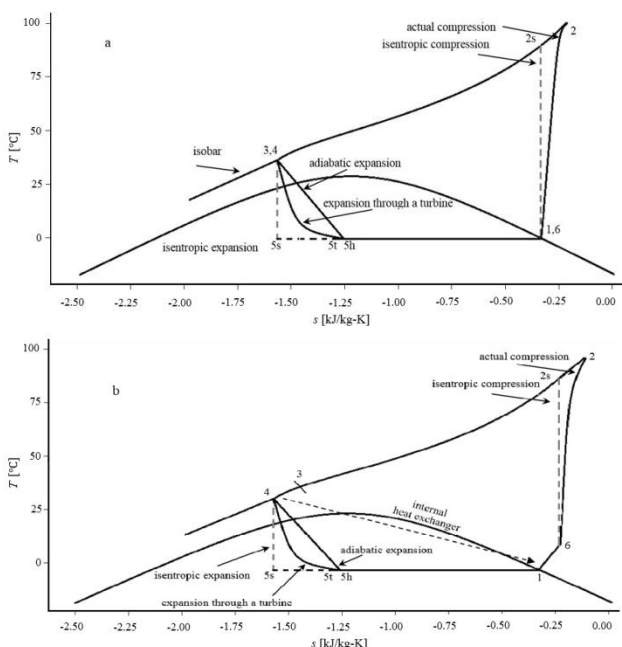 a
T [°C]
100
75
50
25
0
actual compression
isentropic compression
2s
2
3,4
isobar
adiabatic expansion
expansion through a turbine
isentropic expansion
5s
5t
5h
1,6
-2.50
-2.25
-2.00
-1.75
-1.50
-1.25
-1.00
-0.75
-0.50
-0.25
0.00
s [kJ/kg-K]
b
T [°C]
100
75
50
25
0
actual compression
2s
2
isentropic compression
3
4
internal
heat exchanger
6
adiabatic expansion
isentropic expansion
5s
5t
5h
1
expansion through a turbine
-2.50
-2.25
-2.00
-1.75
-1.50
-1.25
-1.00
-0.75
-0.50
-0.25
0.00
s [kJ/kg-K]